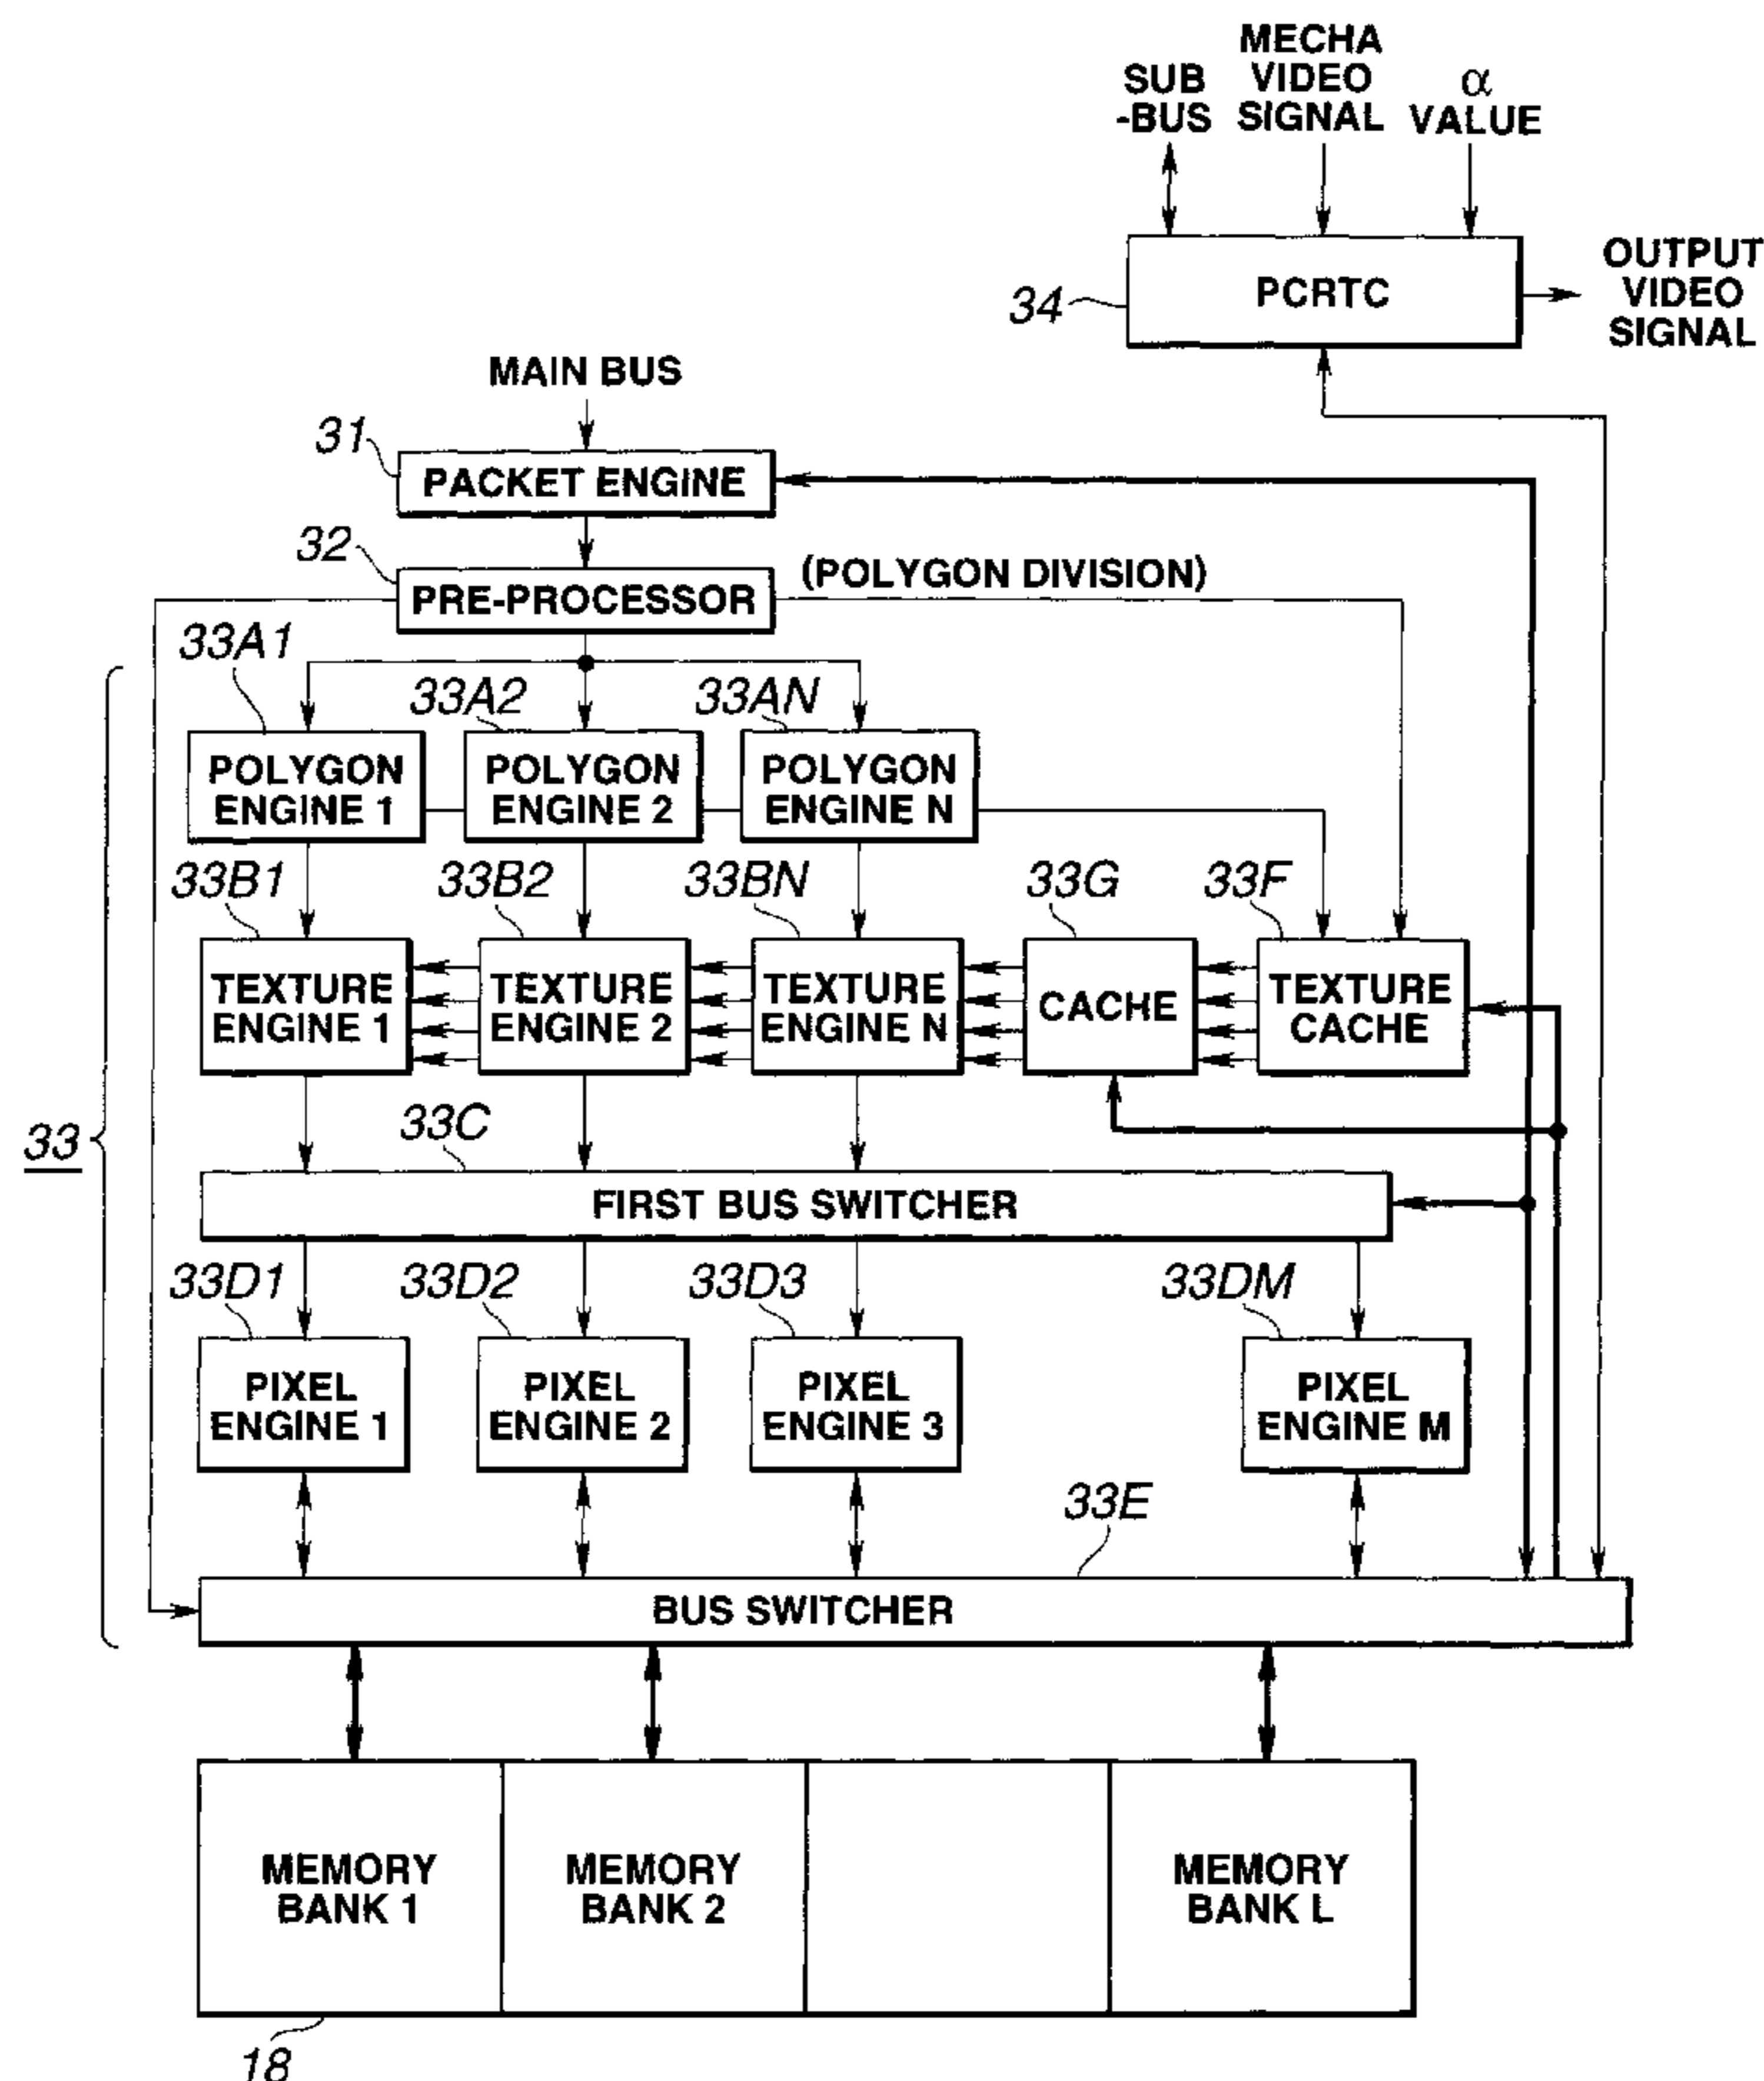 MECHA
SUB VIDEO α
-BUS SIGNAL VALUE
OUTPUT
VIDEO
SIGNAL
34
PCRTC
MAIN BUS
31
PACKET ENGINE
32
(POLYGON DIVISION)
PRE-PROCESSOR
33A1
33A2
33AN
POLYGON
ENGINE 1
POLYGON
ENGINE 2
POLYGON
ENGINE N
33B1
33B2
33BN
33G
33F
TEXTURE
ENGINE 1
TEXTURE
ENGINE 2
TEXTURE
ENGINE N
CACHE
TEXTURE
CACHE
33
33C
FIRST BUS SWITCHER
33D1
33D2
33D3
33DM
PIXEL
ENGINE 1
PIXEL
ENGINE 2
PIXEL
ENGINE 3
PIXEL
ENGINE M
33E
BUS SWITCHER
MEMORY
BANK 1
MEMORY
BANK 2
MEMORY
BANK L
18